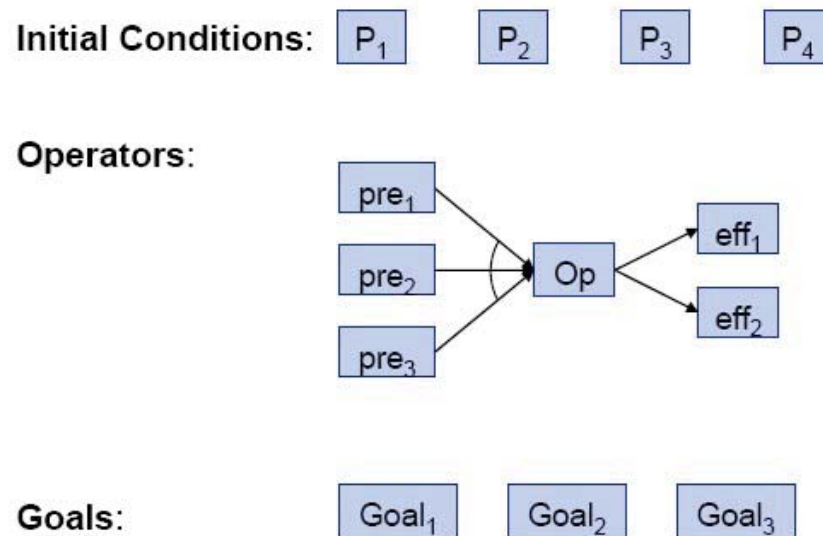 Initial Conditions: P₁ P₂ P₃ P₄
Operators:
pre₁
eff₁
pre₂ Op
eff₂
pre₃
Goals: Goal₁ Goal₂ Goal₃